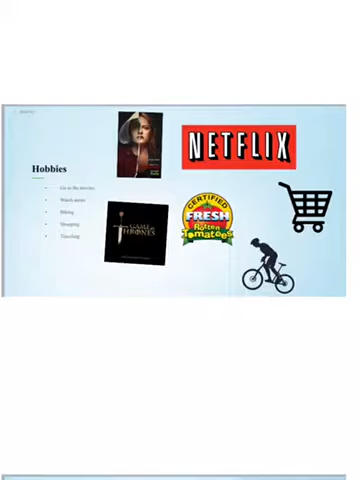 NETFLIX
Hobbies
Go to the movies
Watch series
Biking
Shopping
Traveling
GAME OF
THRONES
CERTIFIED
FRESH
Rotten
Tomatoes